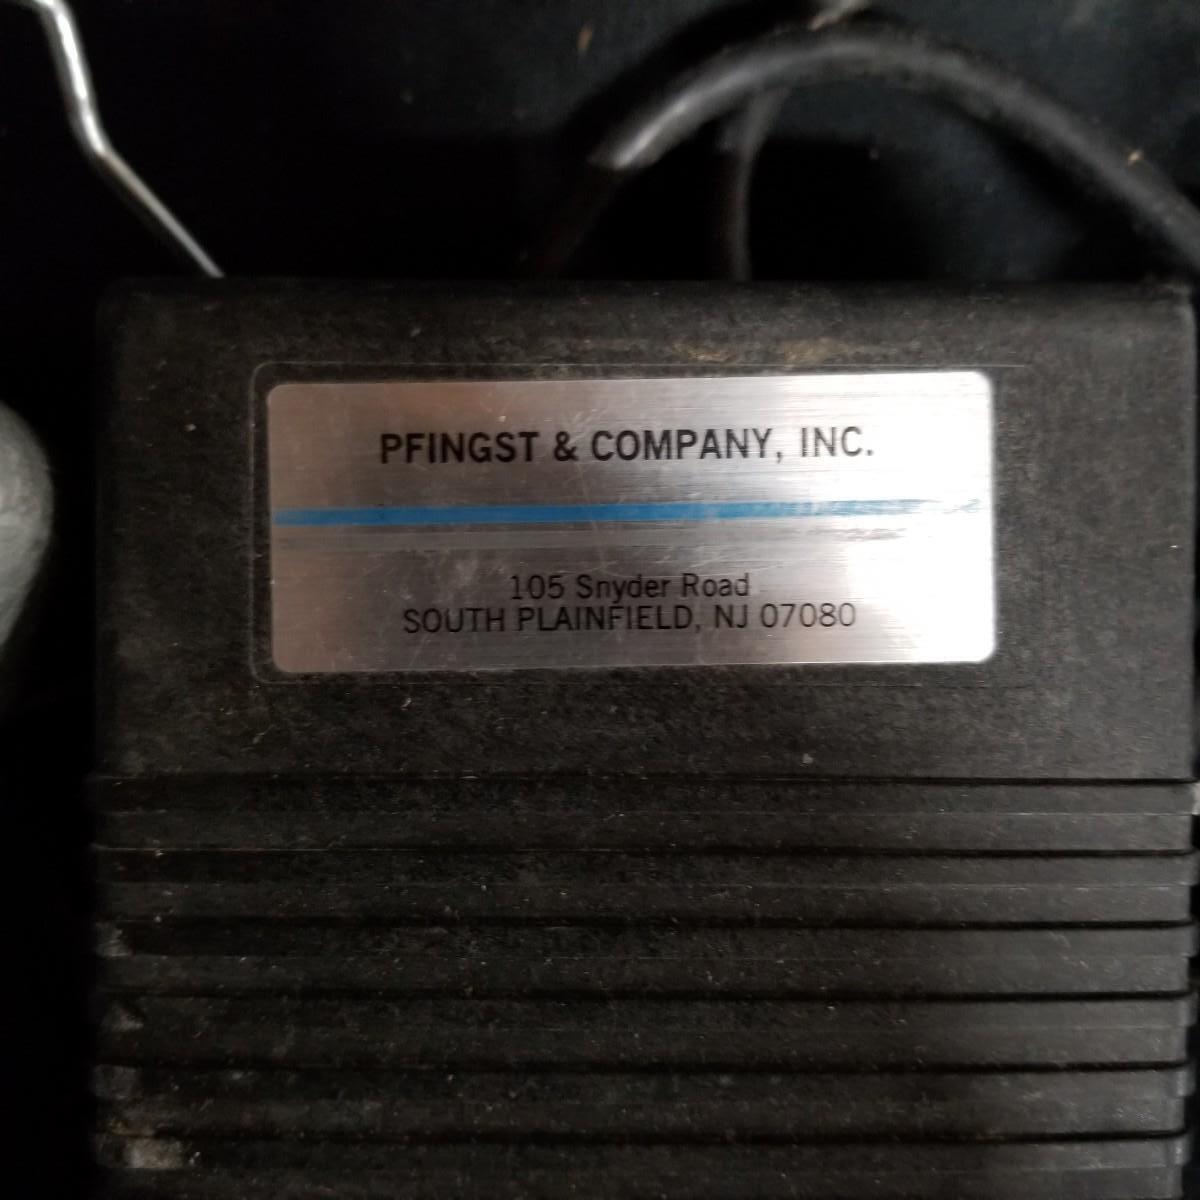 PFINGST & COMPANY, INC.
105 Snyder Road
SOUTH PLAINFIELD, NJ 07080